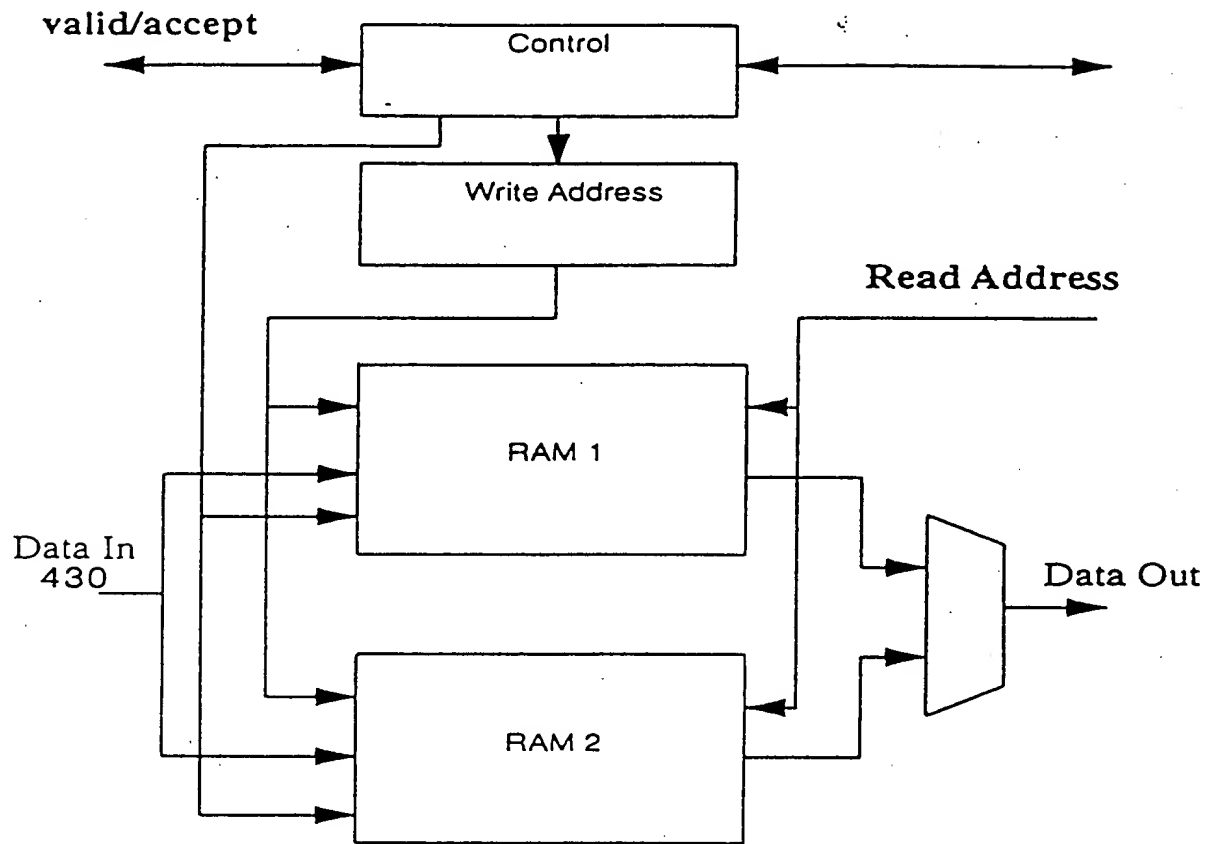 valid/accept
Control
Write Address
Read Address
RAM 1
Data In
430
Data Out
RAM 2